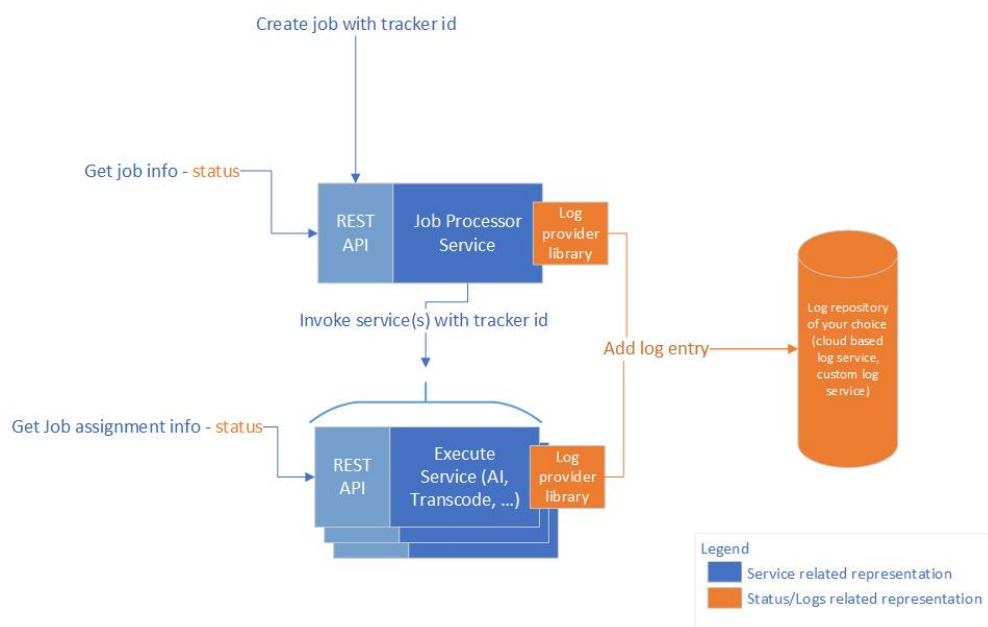 Create job with tracker id
Get job info - status
REST
API
Job Processor
Service
Log
provider
library
Invoke service(s) with tracker id
Add log entry
Log repository
of your choice
(cloud based
log service,
custom log
service)
Get Job assignment info - status
REST
API
Execute
Service (AI,
Transcode, ...)
Log
provider
library
Legend
Service related representation
Status/Logs related representation